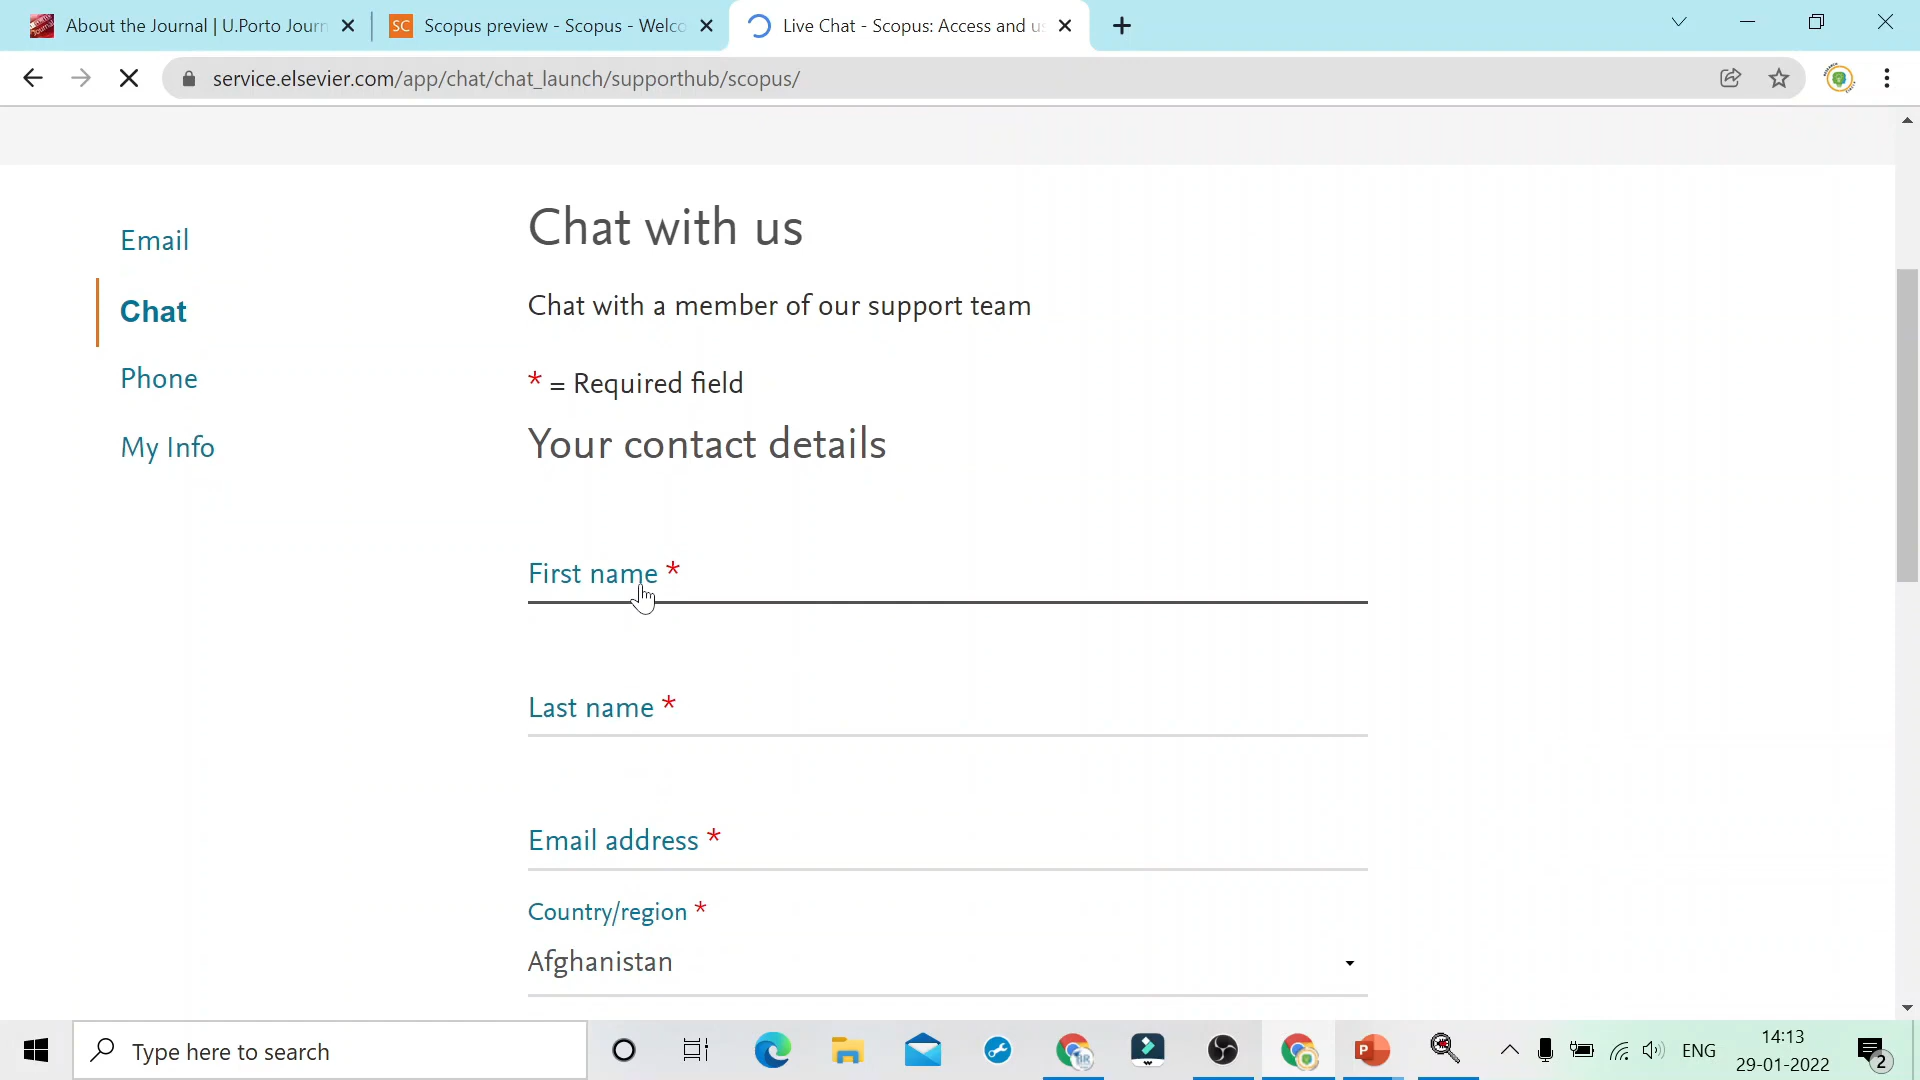 About the Journal | U.Porto Journ
SC Scopus preview - Scopus - Welco
Live Chat - Scopus: Access and us
service.elsevier.com/app/chat/chat_launch/supporthub/scopus/
Email
Chat
Phone
My Info
Chat with us
Chat with a member of our support team
* = Required field
Your contact details
First name *
Last name *
Email address *
Country/region *
Afghanistan
Type here to search
ENG
14:13
29-01-2022
2